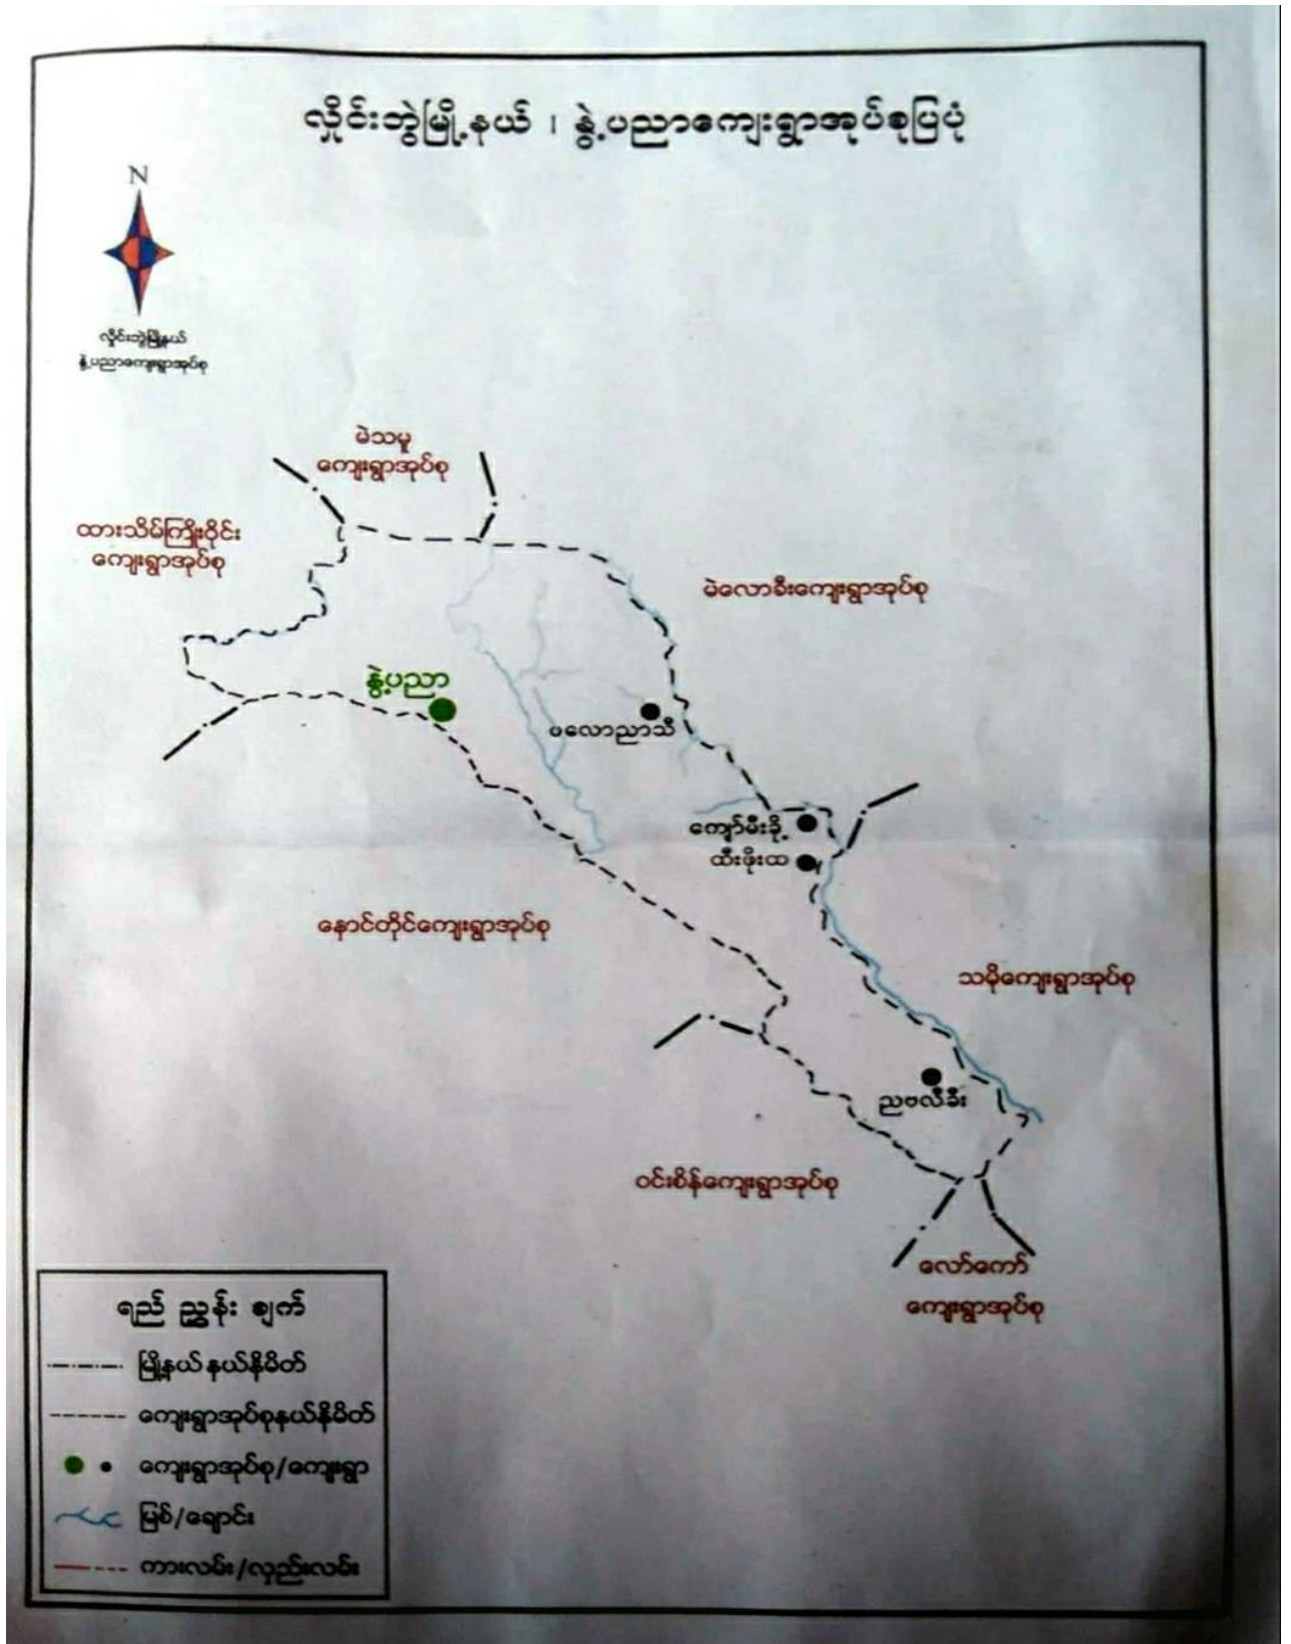 လှိုင်းဘွဲမြို့နယ် ၊ နွဲ့ပညာကျေးရွာအုပ်စုပြပုံ
N
လှိုင်းဘွဲမြို့နယ်
နွဲ့ပညာကျေးရွာအုပ်စု
မဲသမူ
ကျေးရွာအုပ်စု
ထားသိမ်ကြိုးဝိုင်း
ကျေးရွာအုပ်စု
မဲလောခီးကျေးရွာအုပ်စု
နွဲ့ပညာ
ပလောညာသီ
ကျော်မီးခို့
ထီးဖိုးထ
နောင်တိုင်ကျေးရွာအုပ်စု
သမိုကျေးရွာအုပ်စု
ညဗလီခီး
ဝင်းစိန်ကျေးရွာအုပ်စု
လော်ကော်
ကျေးရွာအုပ်စု
ရည် ညွှန်း ချက်
မြို့နယ်နယ်နိမိတ်
ကျေးရွာအုပ်စုနယ်နိမိတ်
ကျေးရွာအုပ်စု/ကျေးရွာ
မြစ်/ချောင်း
ကားလမ်း/လှည်းလမ်း